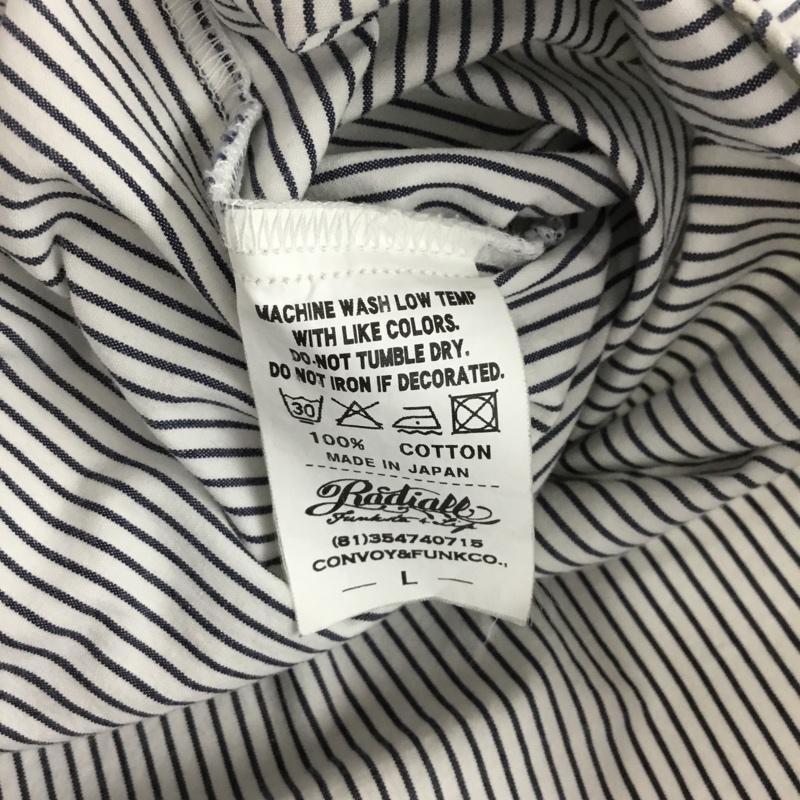 MACHINE WASH LOW TEMP
WITH LIKE COLORS.
DO-NOT TUMBLE DRY.
DO NOT IRON IF DECORATED.
30
100% COTTON
MADE IN JAPAN
Radiall
(81)354740715
CONVOY&FUNKCO.,
— L —